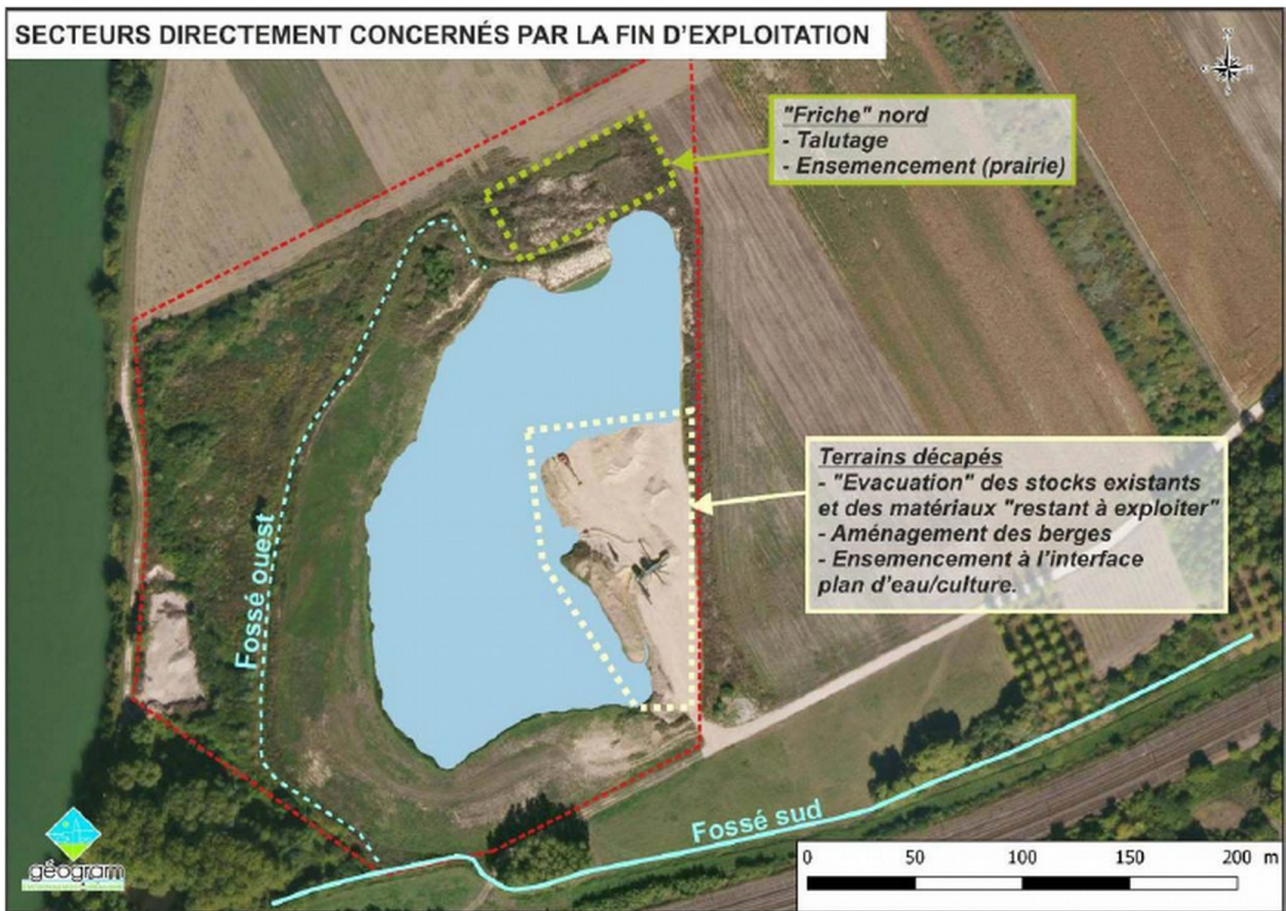 SECTEURS DIRECTEMENT CONCERNÉS PAR LA FIN D'EXPLOITATION
"Friche" nord
- Talutage
- Ensemencement (prairie)
Terrains décapés
- "Evacuation" des stocks existants
et des matériaux "restant à exploiter"
- Aménagement des berges
- Ensemencement à l'interface
plan d'eau/culture.
Fossé ouest
Fossé sud
géogram
0 50 100 150 200 m